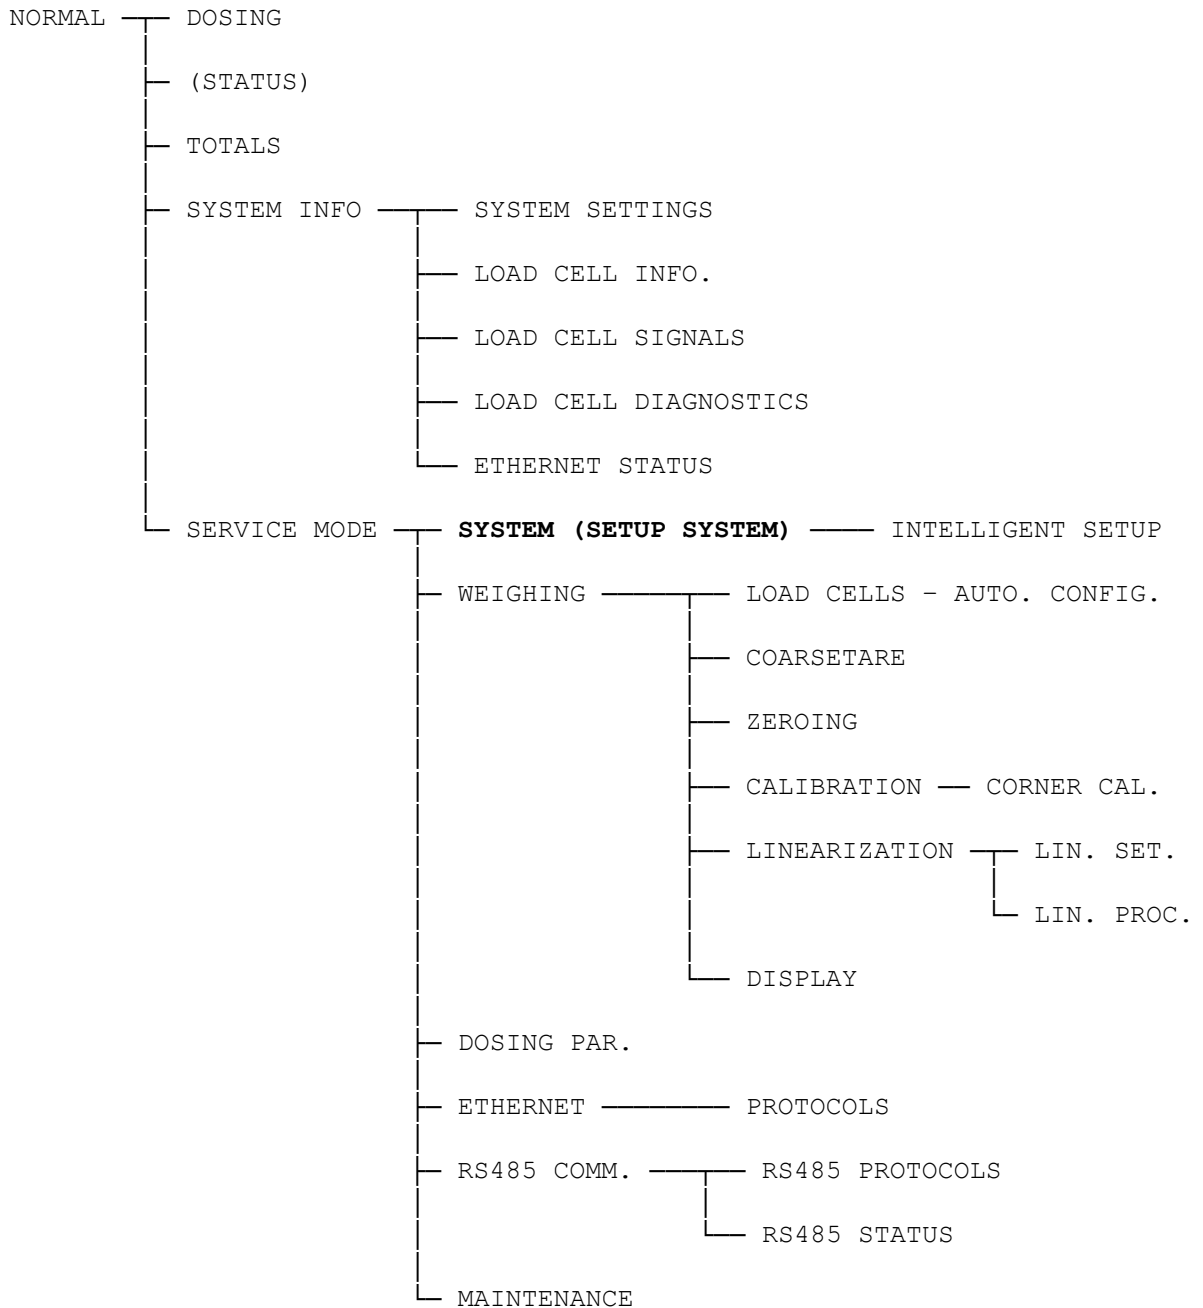 NORMAL DOSING
(STATUS)
TOTALS
SYSTEM INFO SYSTEM SETTINGS
LOAD CELL INFO.
LOAD CELL SIGNALS
LOAD CELL DIAGNOSTICS
ETHERNET STATUS
SERVICE MODE SYSTEM (SETUP SYSTEM) INTELLIGENT SETUP
WEIGHING LOAD CELLS – AUTO. CONFIG.
COARSETARE
ZEROING
CALIBRATION CORNER CAL.
LINEARIZATION LIN. SET.
LIN. PROC.
DISPLAY
DOSING PAR.
ETHERNET PROTOCOLS
RS485 COMM. RS485 PROTOCOLS
RS485 STATUS
MAINTENANCE